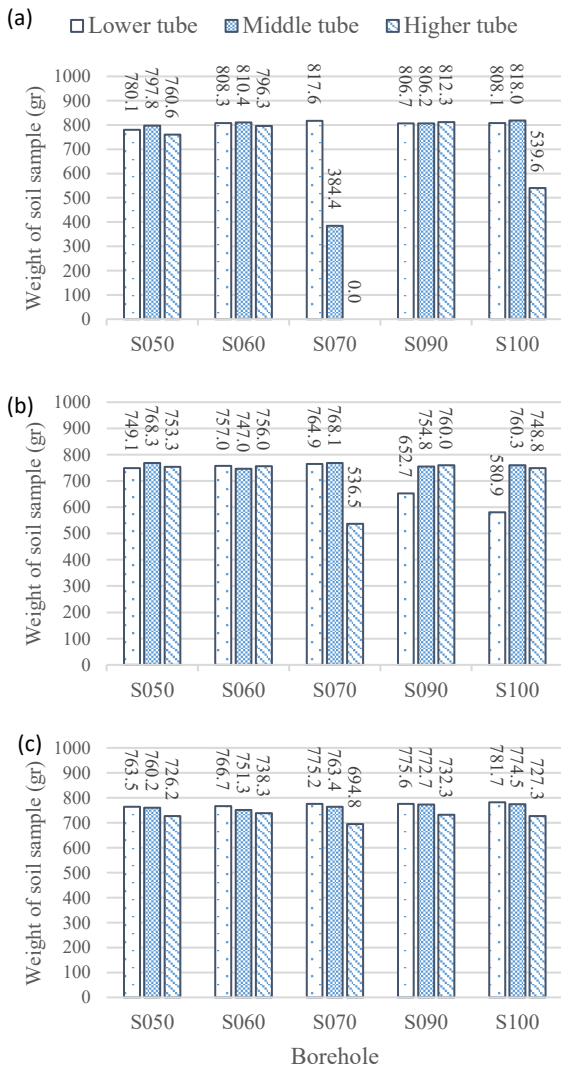 (a)
Lower tube Middle tube Higher tube
Weight of soil sample (gr)
1000
900
800
700
600
500
400
300
200
100
0
780.1 797.8 760.6 808.3 810.4 796.3 817.6 384.4 0.0 806.7 806.2 812.3 808.1 818.0 539.6
S050 S060 S070 S090 S100
(b)
Weight of soil sample (gr)
1000
900
800
700
600
500
400
300
200
100
0
749.1 768.3 753.3 757.0 747.0 756.0 764.9 768.1 536.5 652.7 754.8 760.0 580.9 760.3 748.8
S050 S060 S070 S090 S100
(c)
Weight of soil sample (gr)
1000
900
800
700
600
500
400
300
200
100
0
763.5 760.2 726.2 766.7 751.3 738.3 775.2 763.4 694.8 775.6 772.7 732.3 781.7 774.5 727.3
S050 S060 S070 S090 S100
Borehole